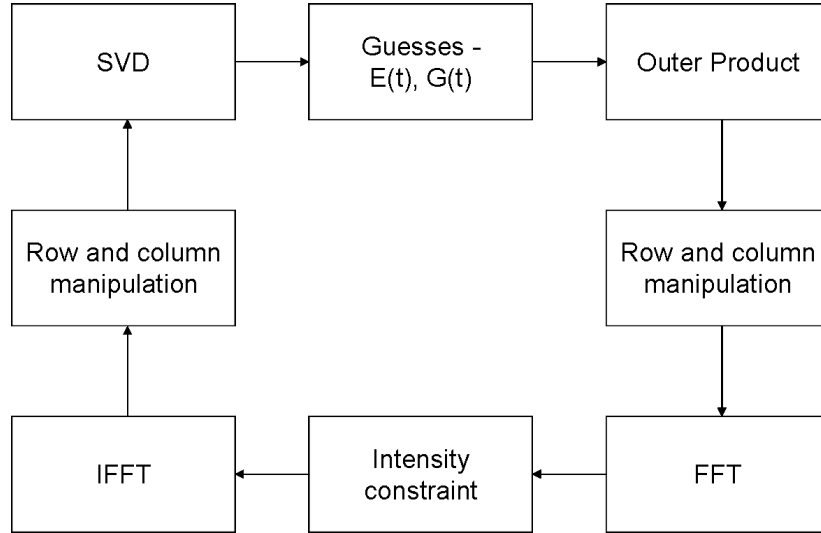 SVD
Guesses -
E(t), G(t)
Outer Product
Row and column
manipulation
Row and column
manipulation
IFFT
Intensity
constraint
FFT